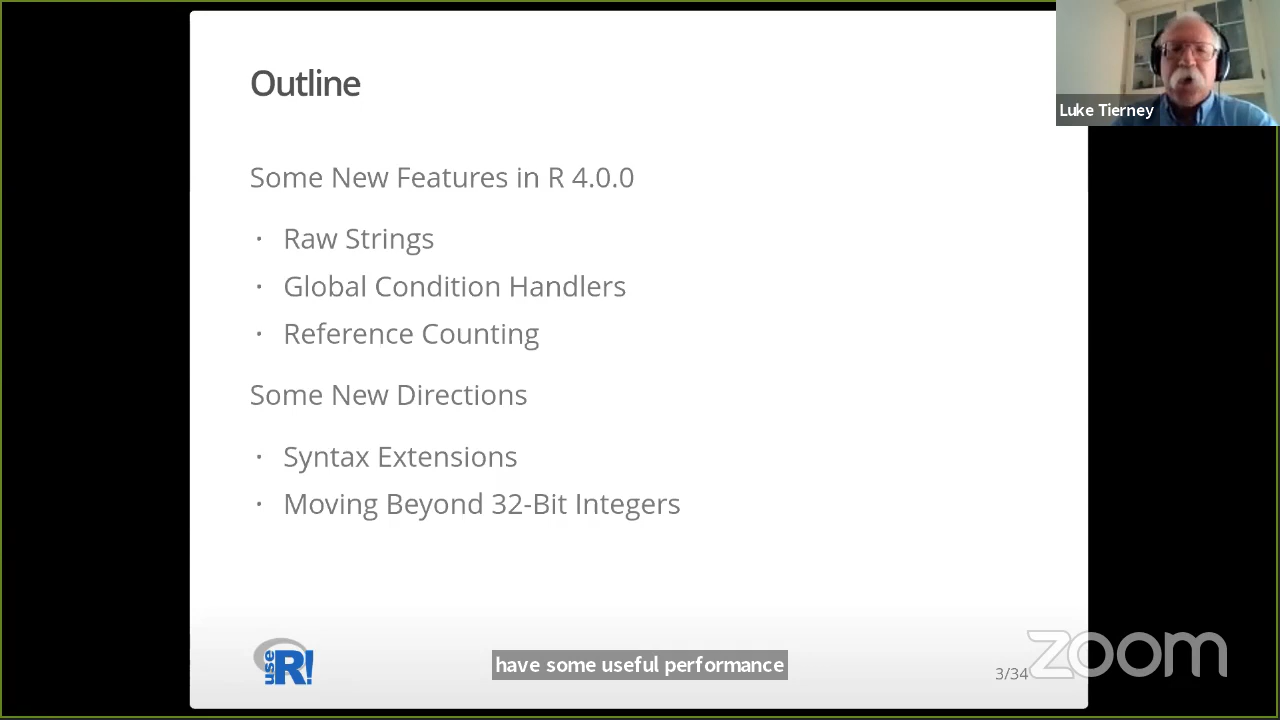 Outline
Luke Tierney
Some New Features in R 4.0.0
· Raw Strings
· Global Condition Handlers
· Reference Counting
Some New Directions
· Syntax Extensions
· Moving Beyond 32-Bit Integers
use R!
have some useful performance
3/34
zoom